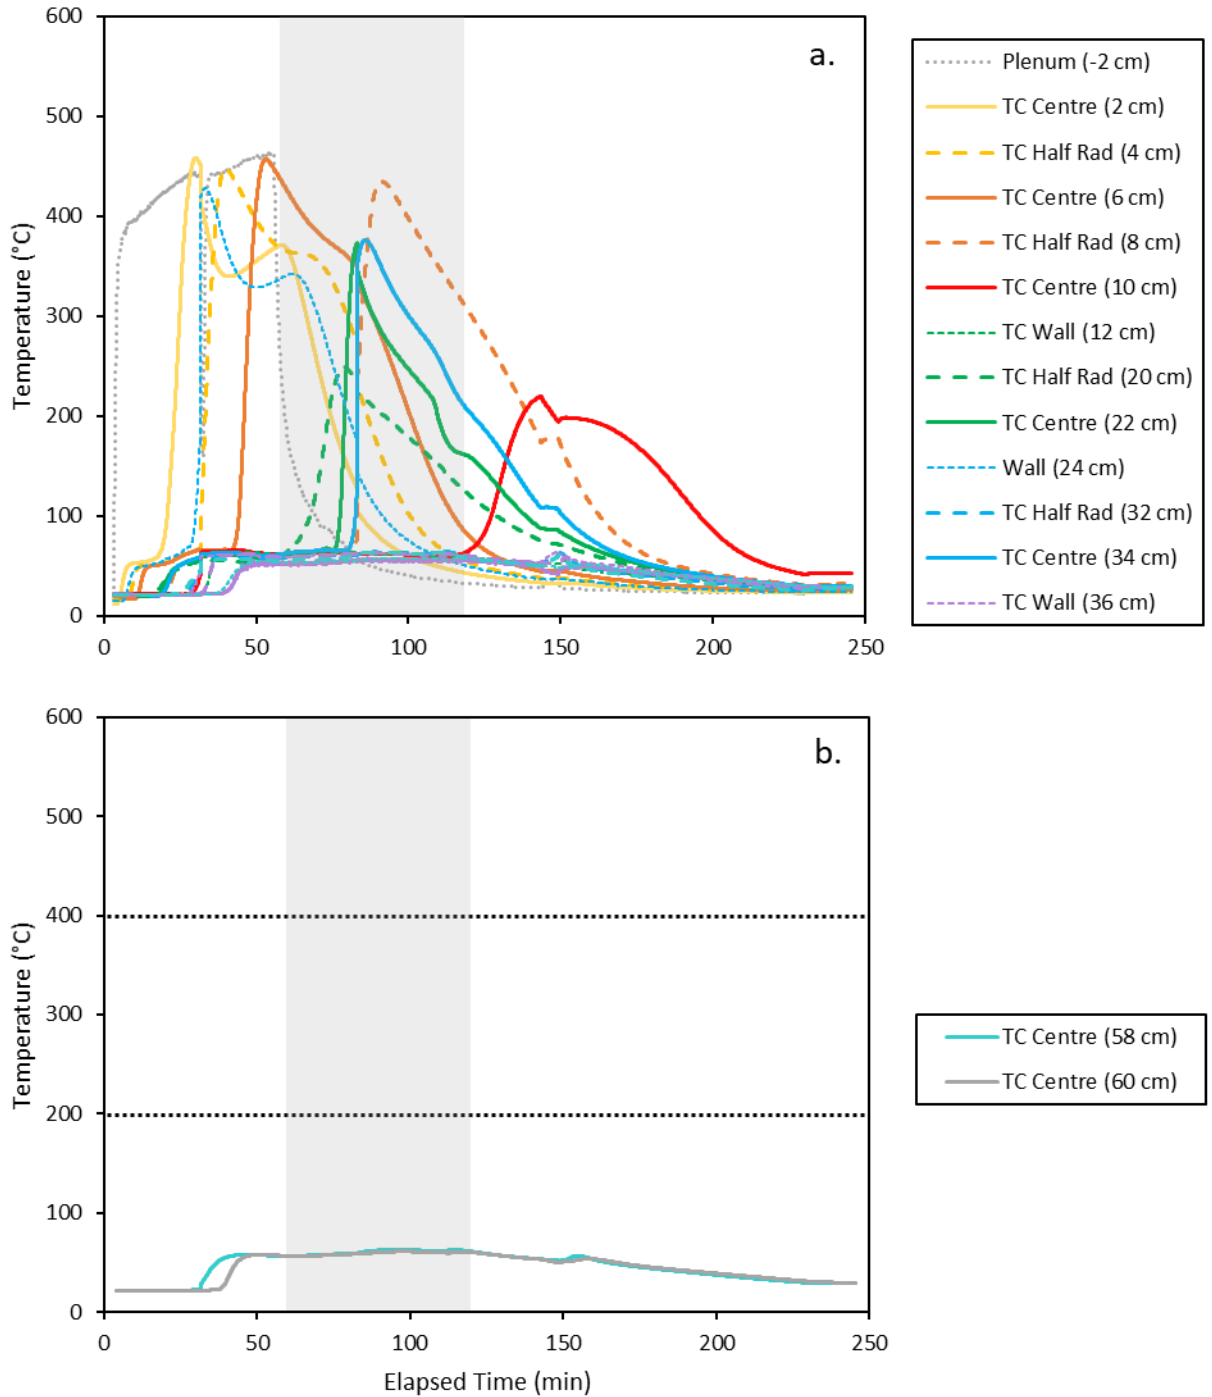 600
a.
500
400
300
200
100
0
Temperature (°C)
0 50 100 150 200 250
Plenum (-2 cm)
TC Centre (2 cm)
TC Half Rad (4 cm)
TC Centre (6 cm)
TC Half Rad (8 cm)
TC Centre (10 cm)
TC Wall (12 cm)
TC Half Rad (20 cm)
TC Centre (22 cm)
Wall (24 cm)
TC Half Rad (32 cm)
TC Centre (34 cm)
TC Wall (36 cm)
600
b.
500
400
300
200
100
0
Temperature (°C)
0 50 100 150 200 250
Elapsed Time (min)
TC Centre (58 cm)
TC Centre (60 cm)